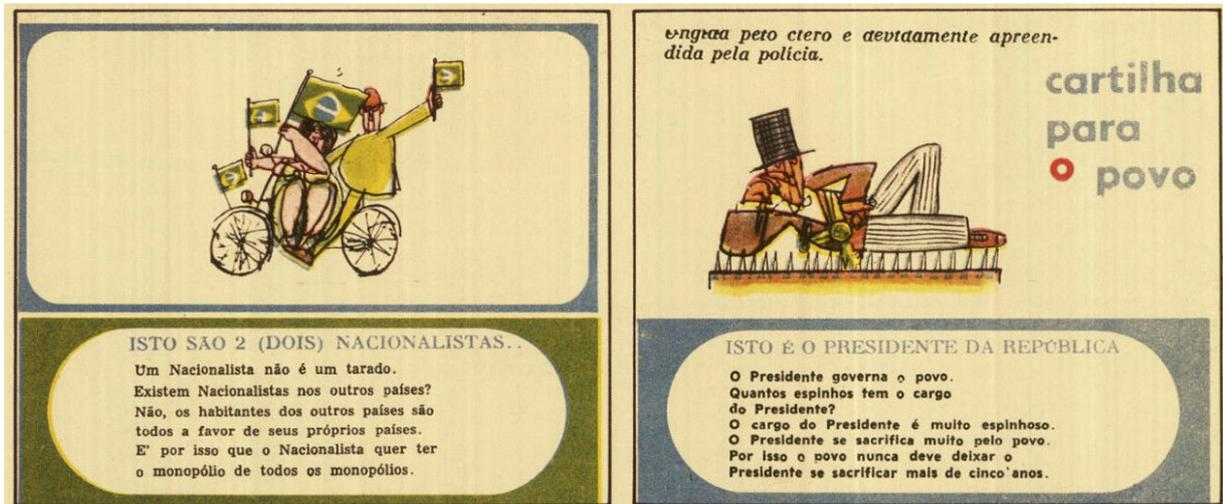 ISTO SÃO 2 (DOIS) NACIONALISTAS..
Um Nacionalista não é um tarado.
Existem Nacionalistas nos outros países?
Não, os habitantes dos outros países são
todos a favor de seus próprios países.
E' por isso que o Nacionalista quer ter
o monopólio de todos os monopólios.
pelo clero e devidamente apreen-
dida pela polícia.
cartilha
para
o povo
ISTO É O PRESIDENTE DA REPÚBLICA
O Presidente governa o povo.
Quantos espinhos tem o cargo
do Presidente?
O cargo do Presidente é muito espinhoso.
O Presidente se sacrifica muito pelo povo.
Por isso o povo nunca deve deixar o
Presidente se sacrificar mais de cinco anos.